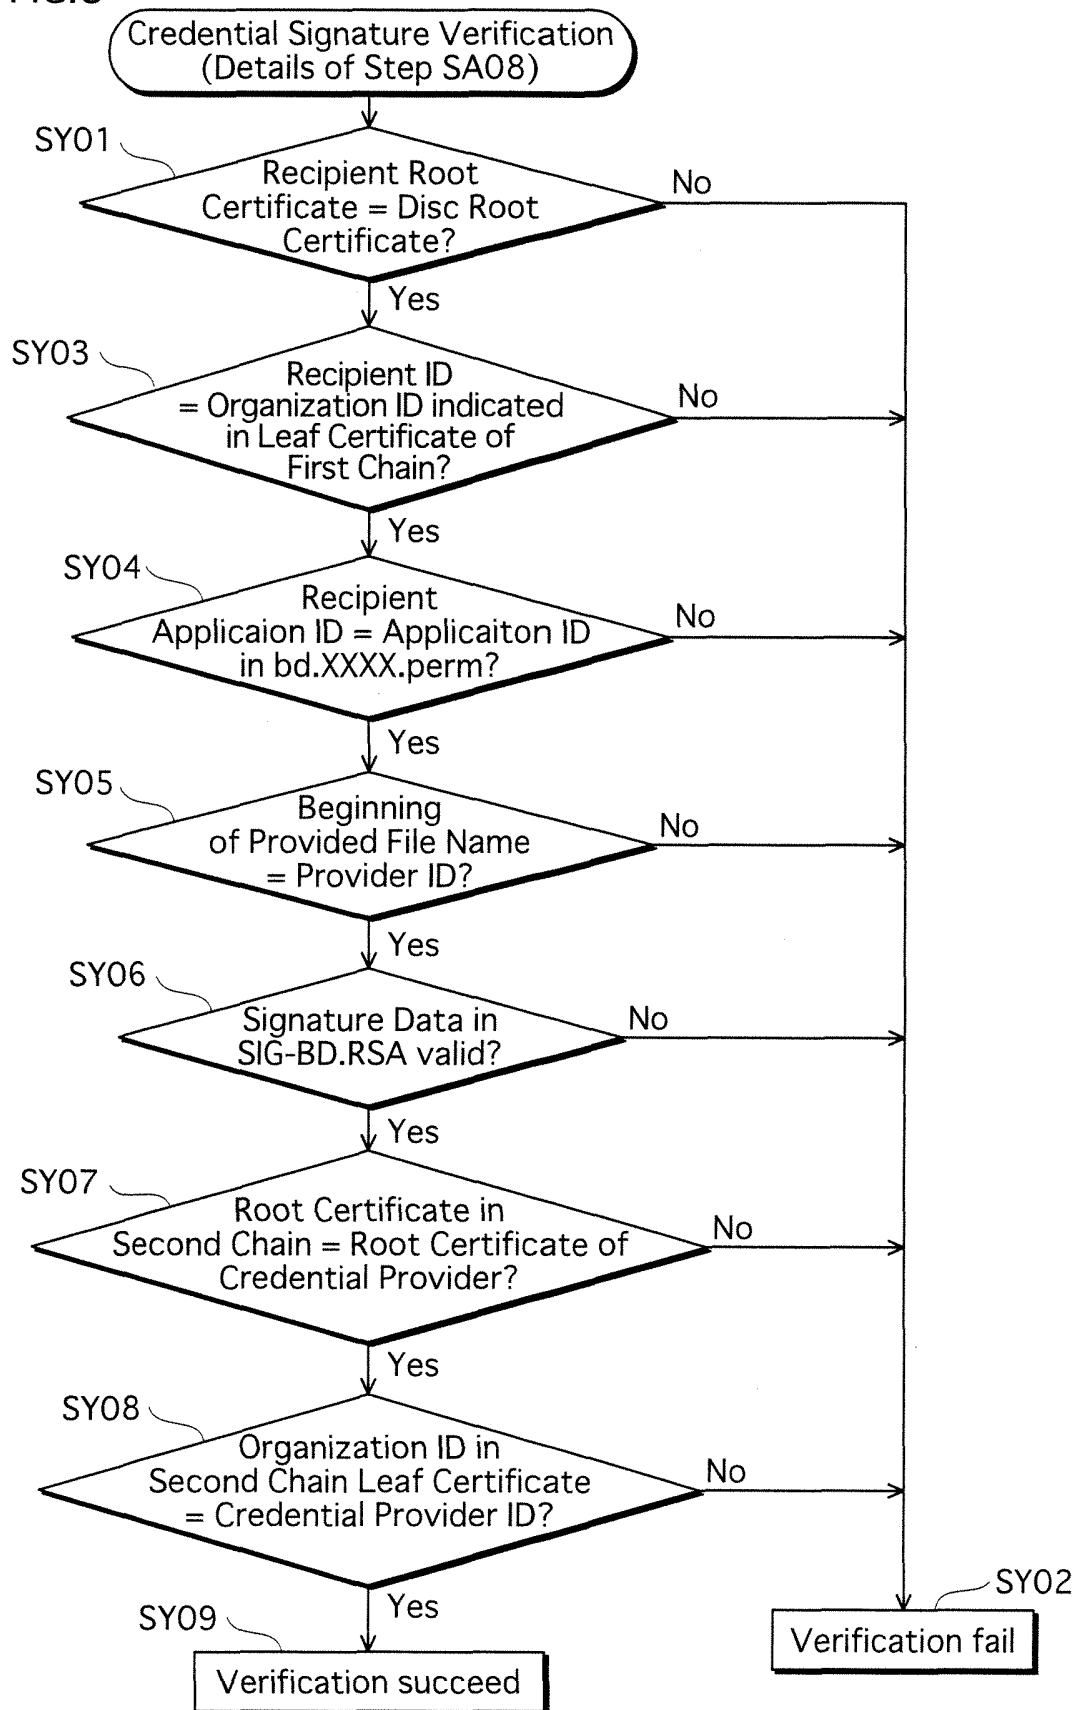 Credential Signature Verification
(Details of Step SA08)
SY01
Recipient Root
Certificate = Disc Root
Certificate?
No
Yes
SY03
Recipient ID
= Organization ID indicated
in Leaf Certificate of
First Chain?
No
Yes
SY04
Recipient
Applicaion ID = Applicaiton ID
in bd.XXXX.perm?
No
Yes
SY05
Beginning
of Provided File Name
= Provider ID?
No
Yes
SY06
Signature Data in
SIG-BD.RSA valid?
No
Yes
SY07
Root Certificate in
Second Chain = Root Certificate of
Credential Provider?
No
Yes
SY08
Organization ID in
Second Chain Leaf Certificate
= Credential Provider ID?
No
Yes
SY09
Verification succeed
SY02
Verification fail